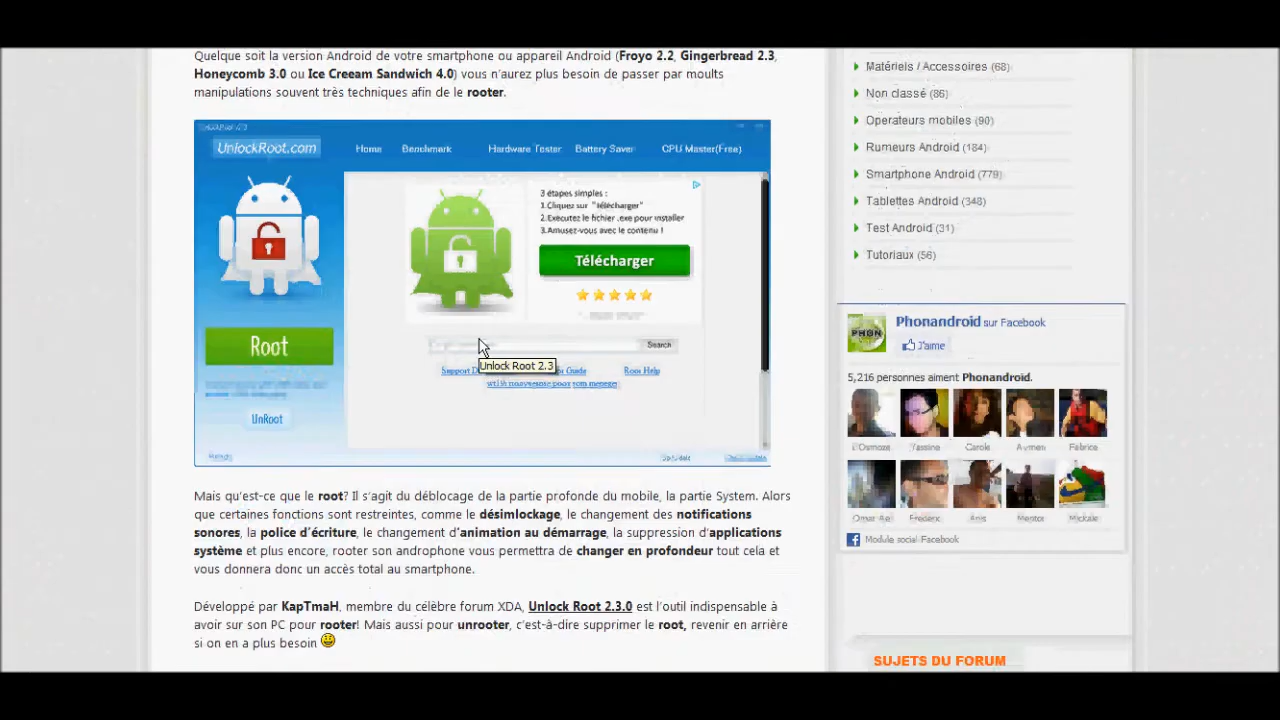 Quelque soit la version Android de votre smartphone ou appareil Android (Froyo 2.2, Gingerbread 2.3,
Honeycomb 3.0 ou Ice Creeam Sandwich 4.0) vous n'aurez plus besoin de passer par moults
manipulations souvent très techniques afin de le rooter.
UnlockRoot.com
Home Benchmark Hardware Tester Battery Saver CPU Master(Free)
3 étapes simples :
1.Cliquez sur "télécharger"
2.Executez le fichier .exe pour installer
3.Amusez-vous avec le contenu !
Télécharger
Root
Search
Unlock Root 2.3
Support Guide Root Help
UnRoot
Mais qu'est-ce que le root? Il s'agit du déblocage de la partie profonde du mobile, la partie System. Alors
que certaines fonctions sont restreintes, comme le désimlockage, le changement des notifications
sonores, la police d'écriture, le changement d'animation au démarrage, la suppression d'applications
système et plus encore, rooter son androphone vous permettra de changer en profondeur tout cela et
vous donnera donc un accès total au smartphone.
Développé par KapTmaH, membre du célèbre forum XDA, Unlock Root 2.3.0 est l'outil indispensable à
avoir sur son PC pour rooter! Mais aussi pour unrooter, c'est-à-dire supprimer le root, revenir en arrière
si on en a plus besoin
Matériels / Accessoires (68)
Non classé (86)
Operateurs mobiles (90)
Rumeurs Android (184)
Smartphone Android (779)
Tablettes Android (348)
Test Android (31)
Tutoriaux (56)
Phonandroid sur Facebook
J'aime
5,216 personnes aiment Phonandroid.
Yassine Carole Aymen Fabrice
Frederic Anis Mentor Mickale
Module social Facebook
SUJETS DU FORUM